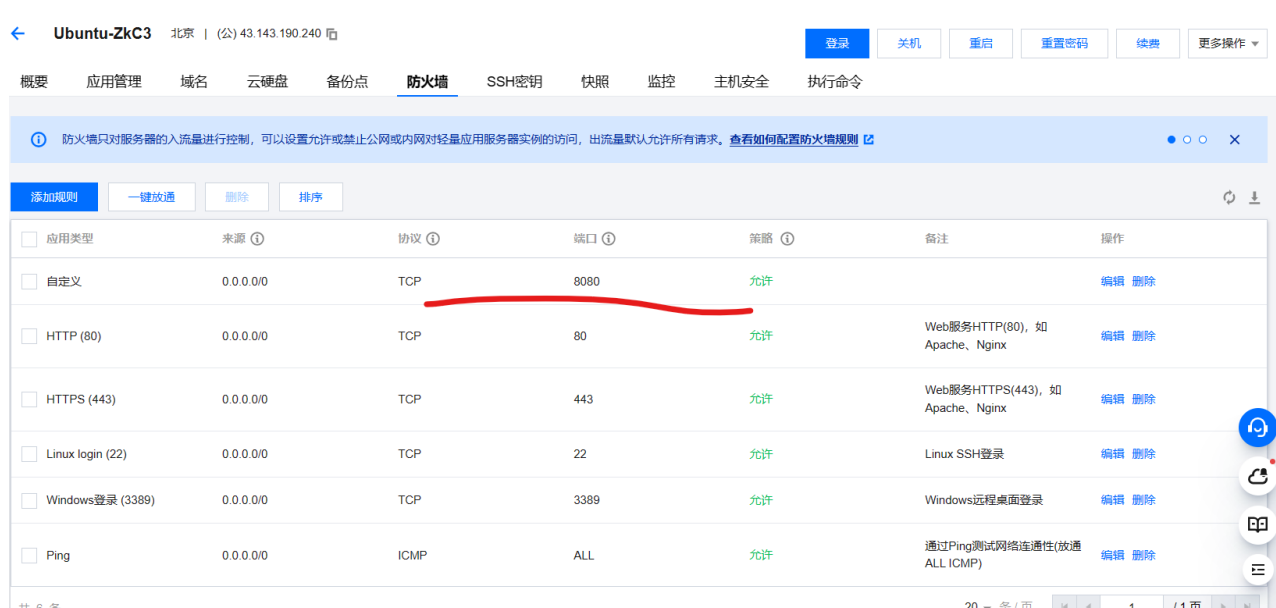 Ubuntu-ZkC3 北京 | (公) 43.143.190.240
登录 关机 重启 重置密码 续费 更多操作
概要 应用管理 域名 云硬盘 备份点 防火墙 SSH密钥 快照 监控 主机安全 执行命令
防火墙只对服务器的入流量进行控制，可以设置允许或禁止公网或内网对轻量应用服务器实例的访问，出流量默认允许所有请求。查看如何配置防火墙规则
添加规则 一键放通 删除 排序
应用类型 来源 协议 端口 策略 备注 操作
自定义 0.0.0.0/0 TCP 8080 允许 编辑 删除
HTTP (80) 0.0.0.0/0 TCP 80 允许 Web服务HTTP(80)，如
Apache、Nginx 编辑 删除
HTTPS (443) 0.0.0.0/0 TCP 443 允许 Web服务HTTPS(443)，如
Apache、Nginx 编辑 删除
Linux login (22) 0.0.0.0/0 TCP 22 允许 Linux SSH登录 编辑 删除
Windows登录 (3389) 0.0.0.0/0 TCP 3389 允许 Windows远程桌面登录 编辑 删除
Ping 0.0.0.0/0 ICMP ALL 允许 通过Ping测试网络连通性(放通
ALL ICMP) 编辑 删除
共 6 条 20 条/页 1 /1 页